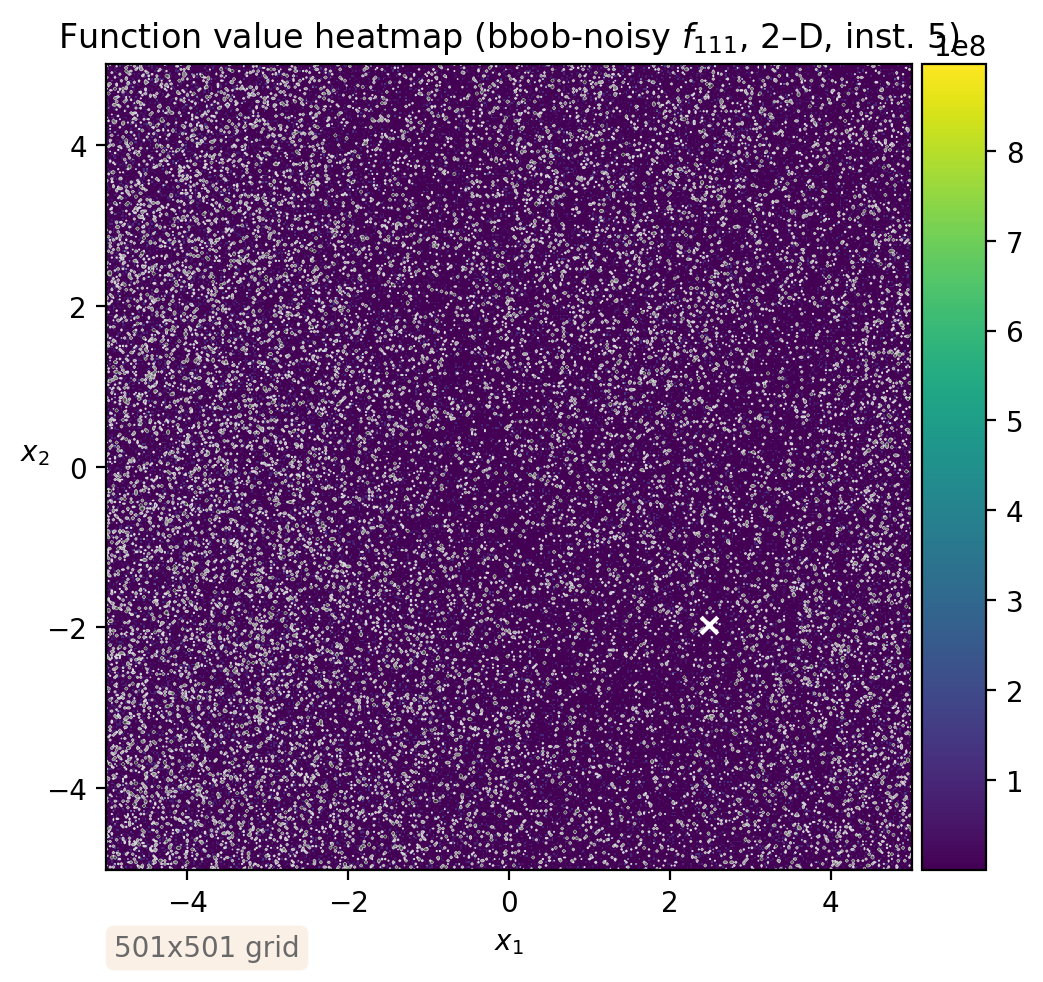 Function value heatmap (bbob-noisy f₁₁₁, 2–D, inst. 5)
1e8
8
7
6
5
4
3
2
1
4
2
0
−2
−4
x₂
−4 −2 0 2 4
x₁
501x501 grid